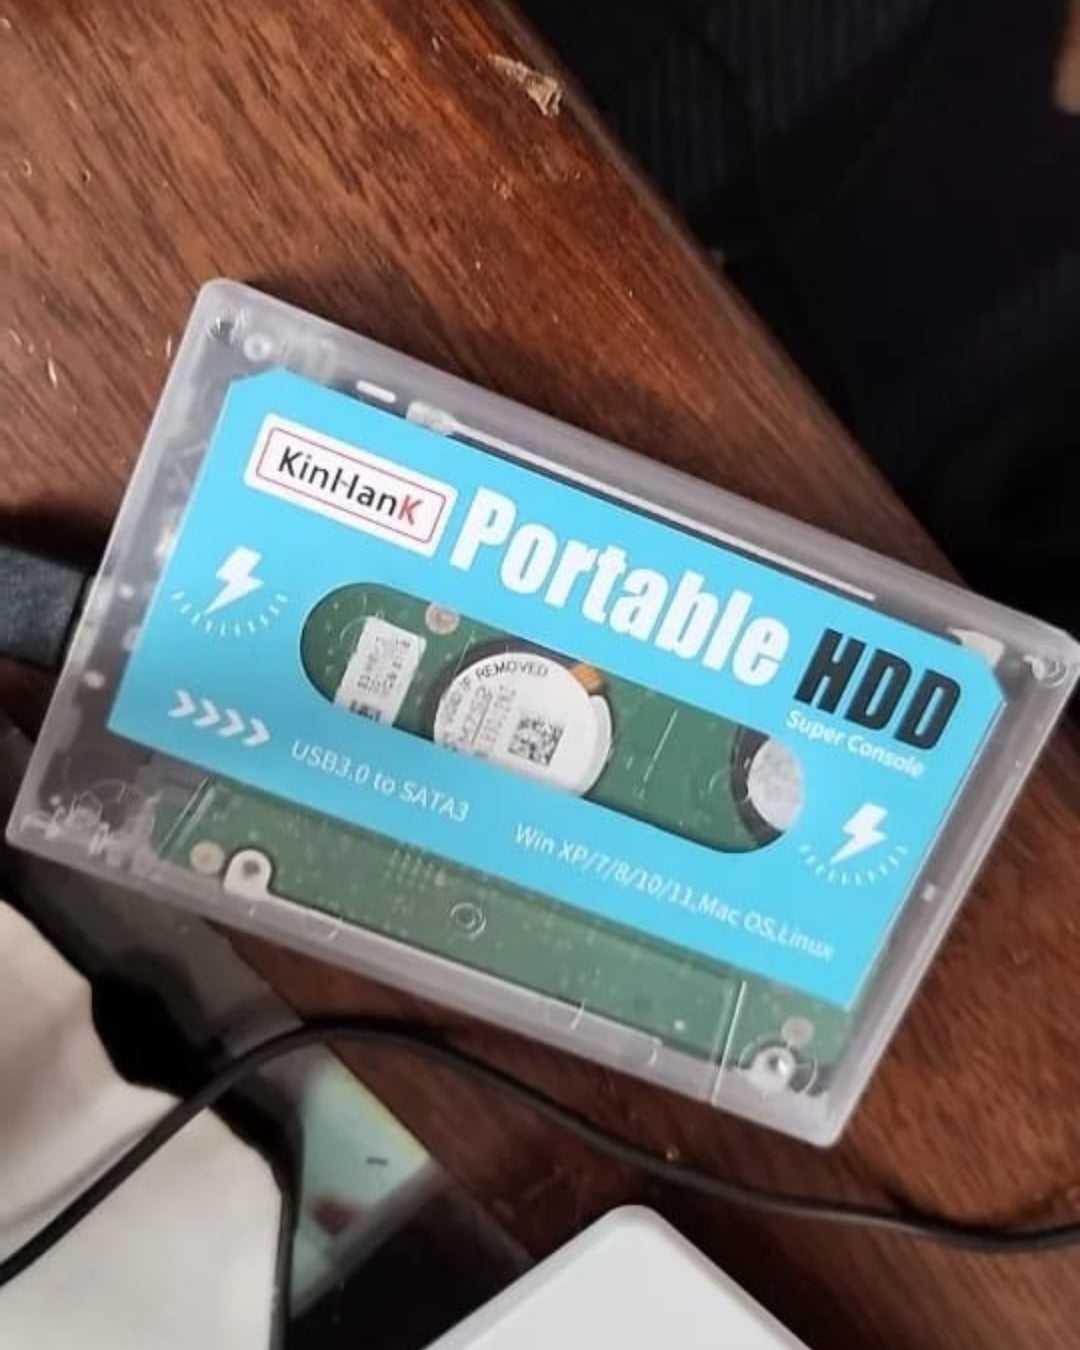 KinHanK
Portable HDD
Super Console
IF REMOVED
USB3.0 to SATA3
Win XP/7/8/10/11,Mac OS,Linux